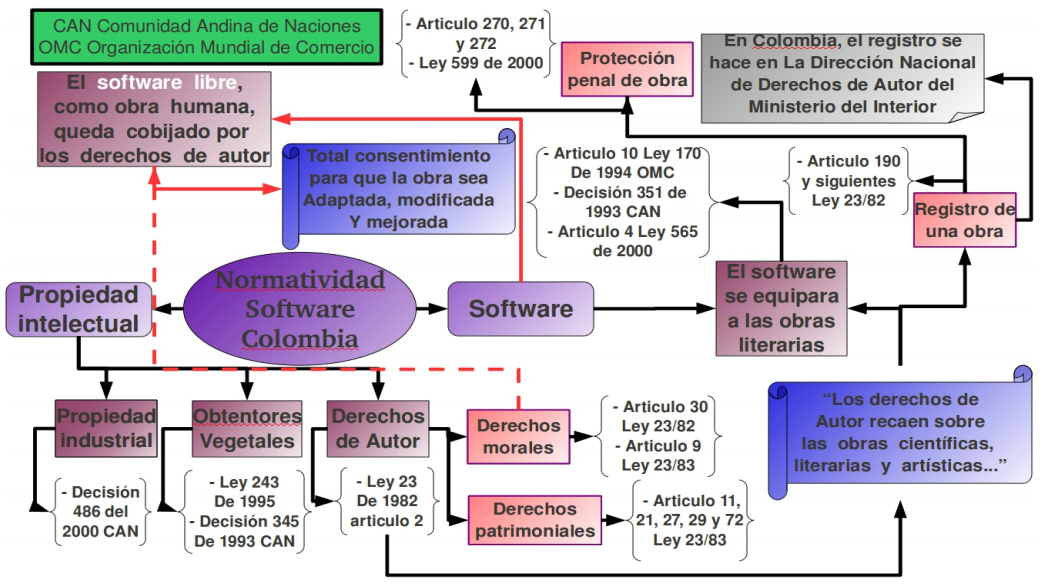 CAN Comunidad Andina de Naciones
OMC Organización Mundial de Comercio
- Articulo 270, 271
y 272
- Ley 599 de 2000
Protección
penal de obra
En Colombia, el registro se
hace en La Dirección Nacional
de Derechos de Autor del
Ministerio del Interior
El software libre,
como obra humana,
queda cobijado por
los derechos de autor
Total consentimiento
para que la obra sea
Adaptada, modificada
Y mejorada
- Articulo 10 Ley 170
De 1994 OMC
- Decisión 351 de
1993 CAN
- Articulo 4 Ley 565
de 2000
- Articulo 190
y siguientes
Ley 23/82
Registro de
una obra
Propiedad
intelectual
Normatividad
Software
Colombia
Software
El software
se equipara
a las obras
literarias
Propiedad
industrial
Obtentores
Vegetales
Derechos
de Autor
Derechos
morales
- Articulo 30
Ley 23/82
- Articulo 9
Ley 23/83
“Los derechos de
Autor recaen sobre
las obras científicas,
literarias y artísticas...”
- Decisión
486 del
2000 CAN
- Ley 243
De 1995
- Decisión 345
De 1993 CAN
- Ley 23
De 1982
articulo 2
Derechos
patrimoniales
- Articulo 11,
21, 27, 29 y 72
Ley 23/83